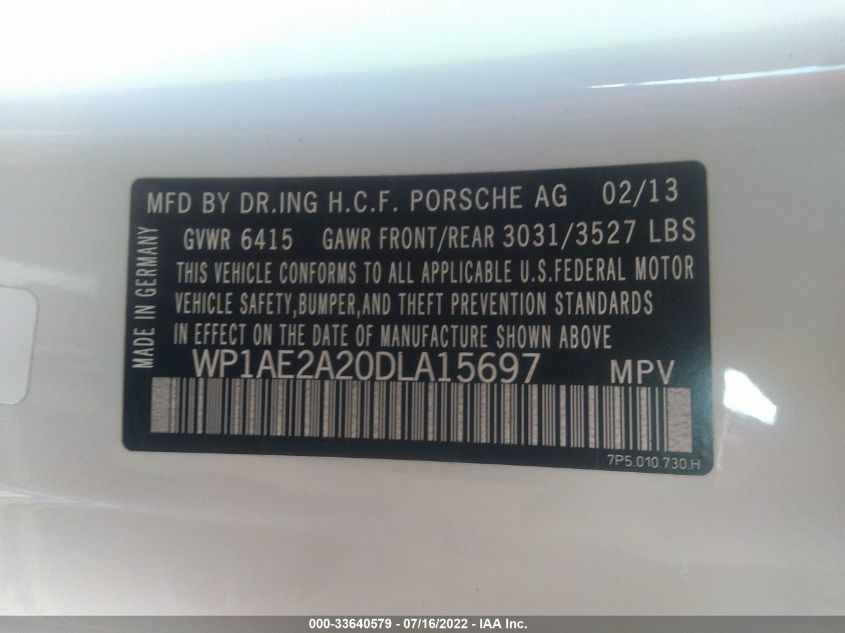 MFD BY DR.ING H.C.F. PORSCHE AG 02/13
GVWR 6415 GAWR FRONT/REAR 3031/3527 LBS
THIS VEHICLE CONFORMS TO ALL APPLICABLE U.S.FEDERAL MOTOR
VEHICLE SAFETY,BUMPER,AND THEFT PREVENTION STANDARDS
IN EFFECT ON THE DATE OF MANUFACTURE SHOWN ABOVE
MADE IN GERMANY
WP1AE2A20DLA15697 MPV
7P5.010.730.H
000-33640579 - 07/16/2022 - IAA Inc.